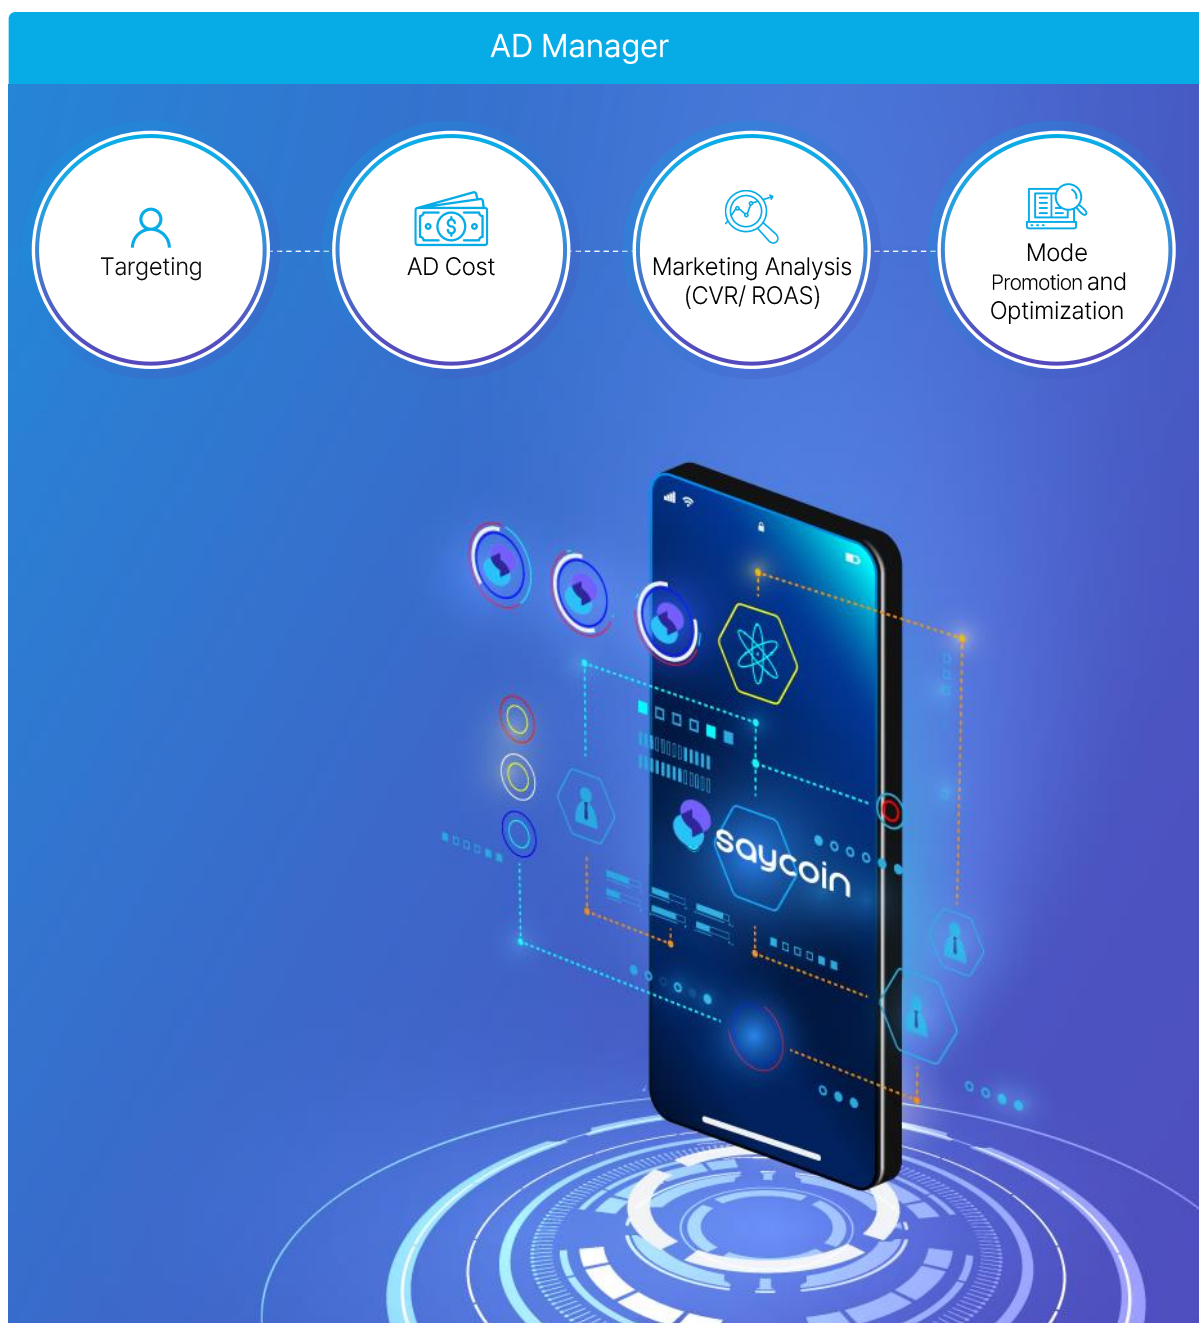 AD Manager
Targeting
AD Cost
Marketing Analysis
(CVR/ ROAS)
Mode
Promotion and
Optimization
saycoin